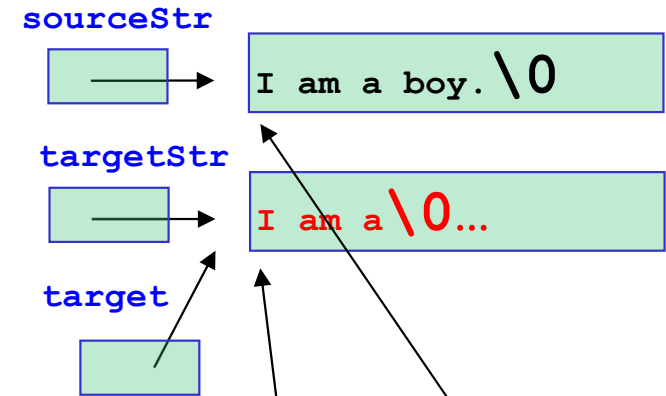 sourceStr
I am a boy.\0
targetStr
I am a\0…
target